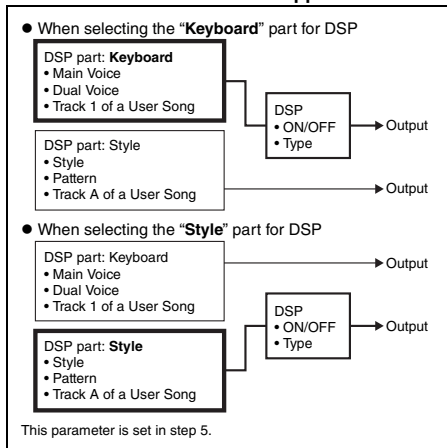 ● When selecting the “Keyboard” part for DSP
DSP part: Keyboard
• Main Voice
• Dual Voice
• Track 1 of a User Song
DSP
• ON/OFF
• Type
Output
DSP part: Style
• Style
• Pattern
• Track A of a User Song
Output
● When selecting the “Style” part for DSP
DSP part: Keyboard
• Main Voice
• Dual Voice
• Track 1 of a User Song
Output
DSP
• ON/OFF
• Type
Output
DSP part: Style
• Style
• Pattern
• Track A of a User Song
This parameter is set in step 5.